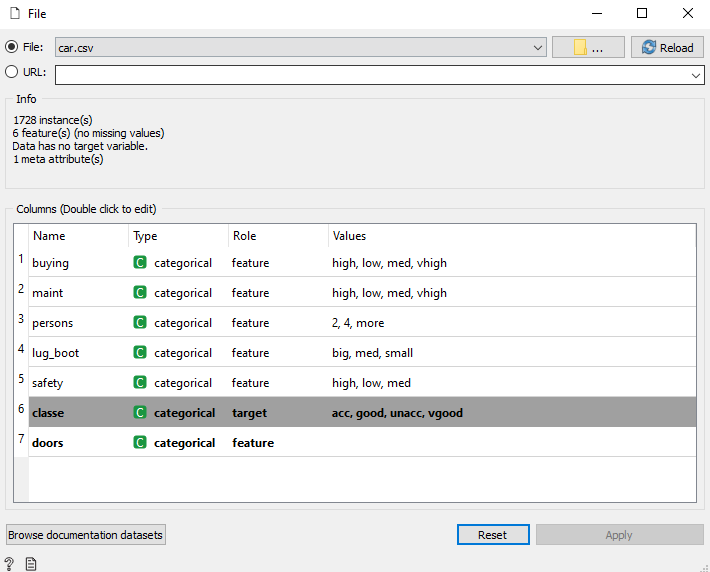 File
File: car.csv ... Reload
URL:
Info
1728 instance(s)
6 feature(s) (no missing values)
Data has no target variable.
1 meta attribute(s)
Columns (Double click to edit)
Name Type Role Values
1 buying C categorical feature high, low, med, vhigh
2 maint C categorical feature high, low, med, vhigh
3 persons C categorical feature 2, 4, more
4 lug_boot C categorical feature big, med, small
5 safety C categorical feature high, low, med
6 classe C categorical target acc, good, unacc, vgood
7 doors C categorical feature
Browse documentation datasets Reset Apply
?